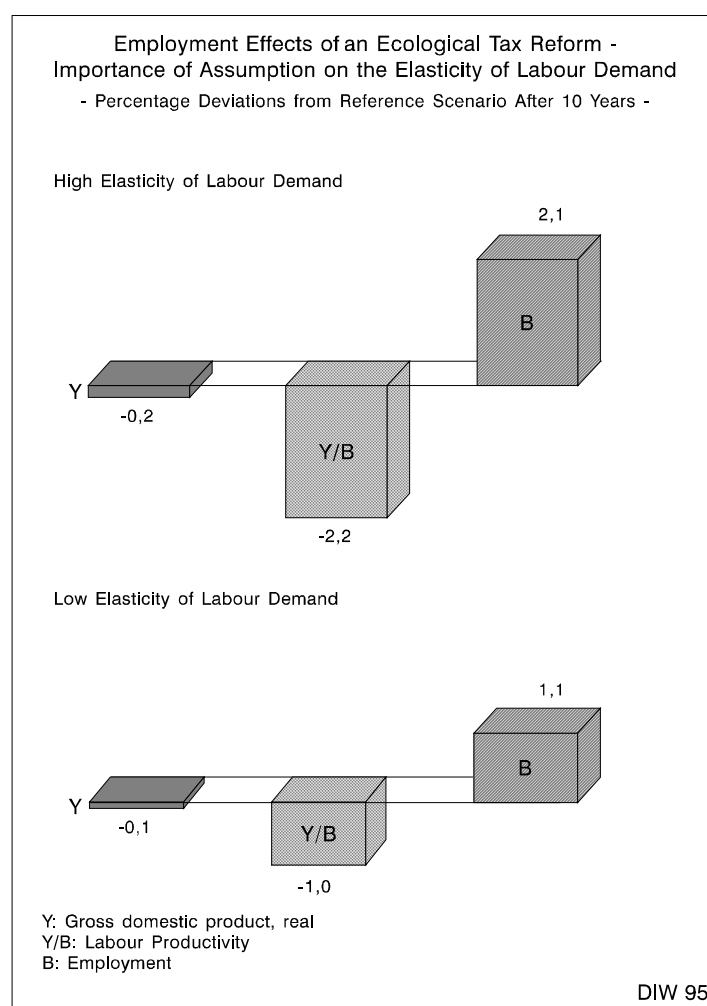 Employment Effects of an Ecological Tax Reform -
Importance of Assumption on the Elasticity of Labour Demand
- Percentage Deviations from Reference Scenario After 10 Years -
High Elasticity of Labour Demand
2,1
B
Y
-0,2
Y/B
-2,2
Low Elasticity of Labour Demand
1,1
B
Y
-0,1
Y/B
-1,0
Y: Gross domestic product, real
Y/B: Labour Productivity
B: Employment
DIW 95